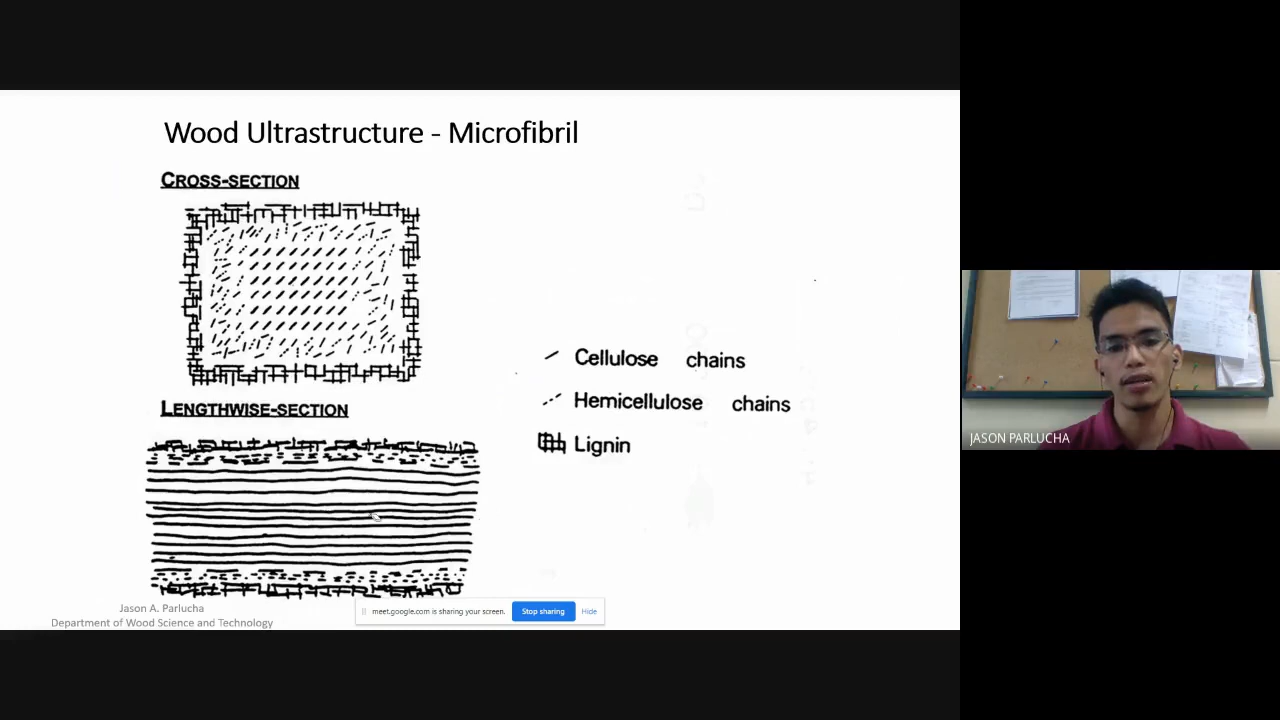 Wood Ultrastructure - Microfibril
CROSS-SECTION
Cellulose chains
Hemicellulose chains
Lignin
LENGTHWISE-SECTION
Jason A. Parlucha
Department of Wood Science and Technology
meet.google.com is sharing your screen. Stop sharing Hide
JASON PARLUCHA